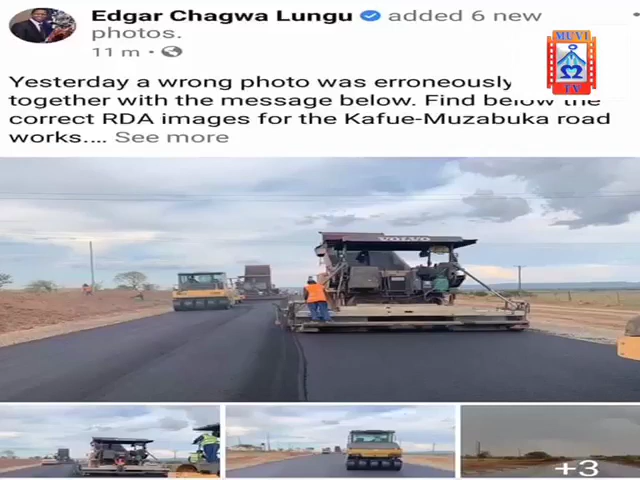 Edgar Chagwa Lungu added 6 new
photos.
11 m ·
MUVI
TV
Yesterday a wrong photo was erroneously
together with the message below. Find below the
correct RDA images for the Kafue-Muzabuka road
works.... See more
VOLVO
+3